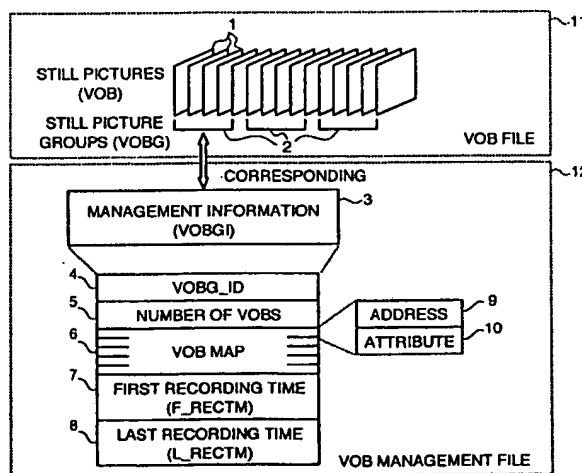 1
11
STILL PICTURES
(VOB)
STILL PICTURE
GROUPS (VOBG)
2
VOB FILE
CORRESPONDING
12
3
MANAGEMENT INFORMATION
(VOBGI)
4
VOBG_ID
5
NUMBER OF VOBS
9
ADDRESS
6
VOB MAP
10
ATTRIBUTE
7
FIRST RECORDING TIME
(F_RECTM)
8
LAST RECORDING TIME
(L_RECTM)
VOB MANAGEMENT FILE